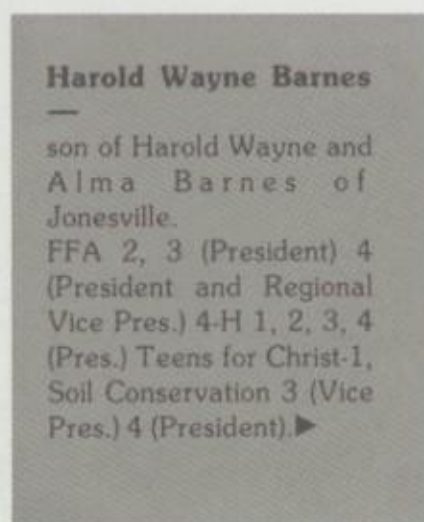 Harold Wayne Barnes
—
son of Harold Wayne and
Alma Barnes of
Jonesville.
FFA 2, 3 (President) 4
(President and Regional
Vice Pres.) 4-H 1, 2, 3, 4
(Pres.) Teens for Christ-1,
Soil Conservation 3 (Vice
Pres.) 4 (President).▶